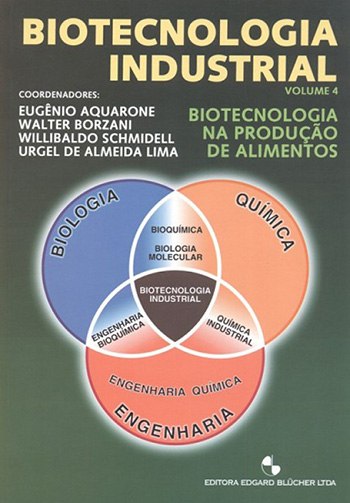 BIOTECNOLOGIA
INDUSTRIAL
VOLUME 4
COORDENADORES:
EUGÊNIO AQUARONE
WALTER BORZANI
WILLIBALDO SCHMIDELL
URGEL DE ALMEIDA LIMA
BIOTECNOLOGIA
NA PRODUÇÃO
DE ALIMENTOS
BIOLOGIA
QUÍMICA
BIOQUÍMICA
BIOLOGIA
MOLECULAR
BIOTECNOLOGIA
INDUSTRIAL
ENGENHARIA
BIOQUÍMICA
QUÍMICA
INDUSTRIAL
ENGENHARIA QUÍMICA
ENGENHARIA
EDITORA EDGARD BLÜCHER LTDA